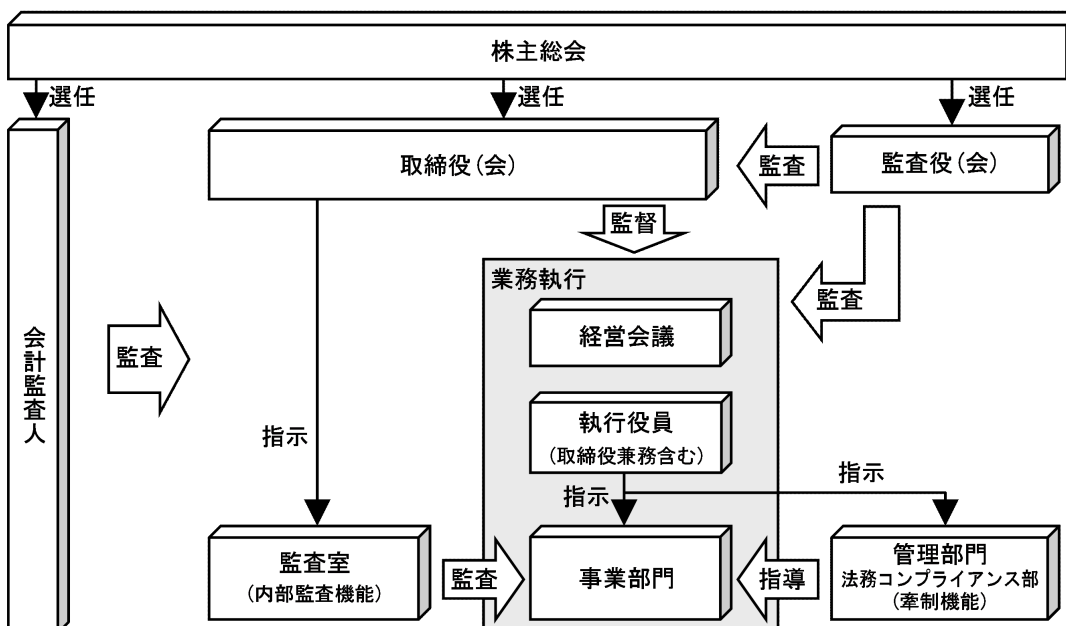 株主総会
選任
選任
選任
取締役(会)
監査
監査役(会)
監督
業務執行
監査
経営会議
会計監査人
監査
執行役員
(取締役兼務含む)
指示
指示
指示
監査室
(内部監査機能)
監査
事業部門
指導
管理部門
法務コンプライアンス部
(牽制機能)